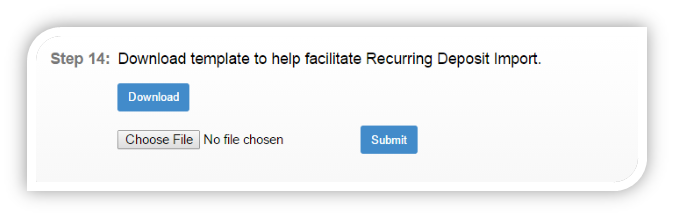 Step 14: Download template to help facilitate Recurring Deposit Import.
Download
Choose File No file chosen Submit